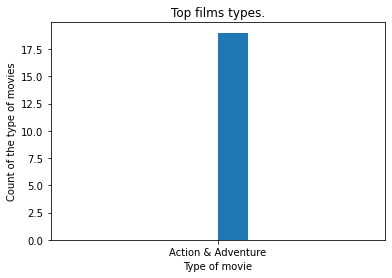 Top films types.
Count of the type of movies
17.5
15.0
12.5
10.0
7.5
5.0
2.5
0.0
Action & Adventure
Type of movie